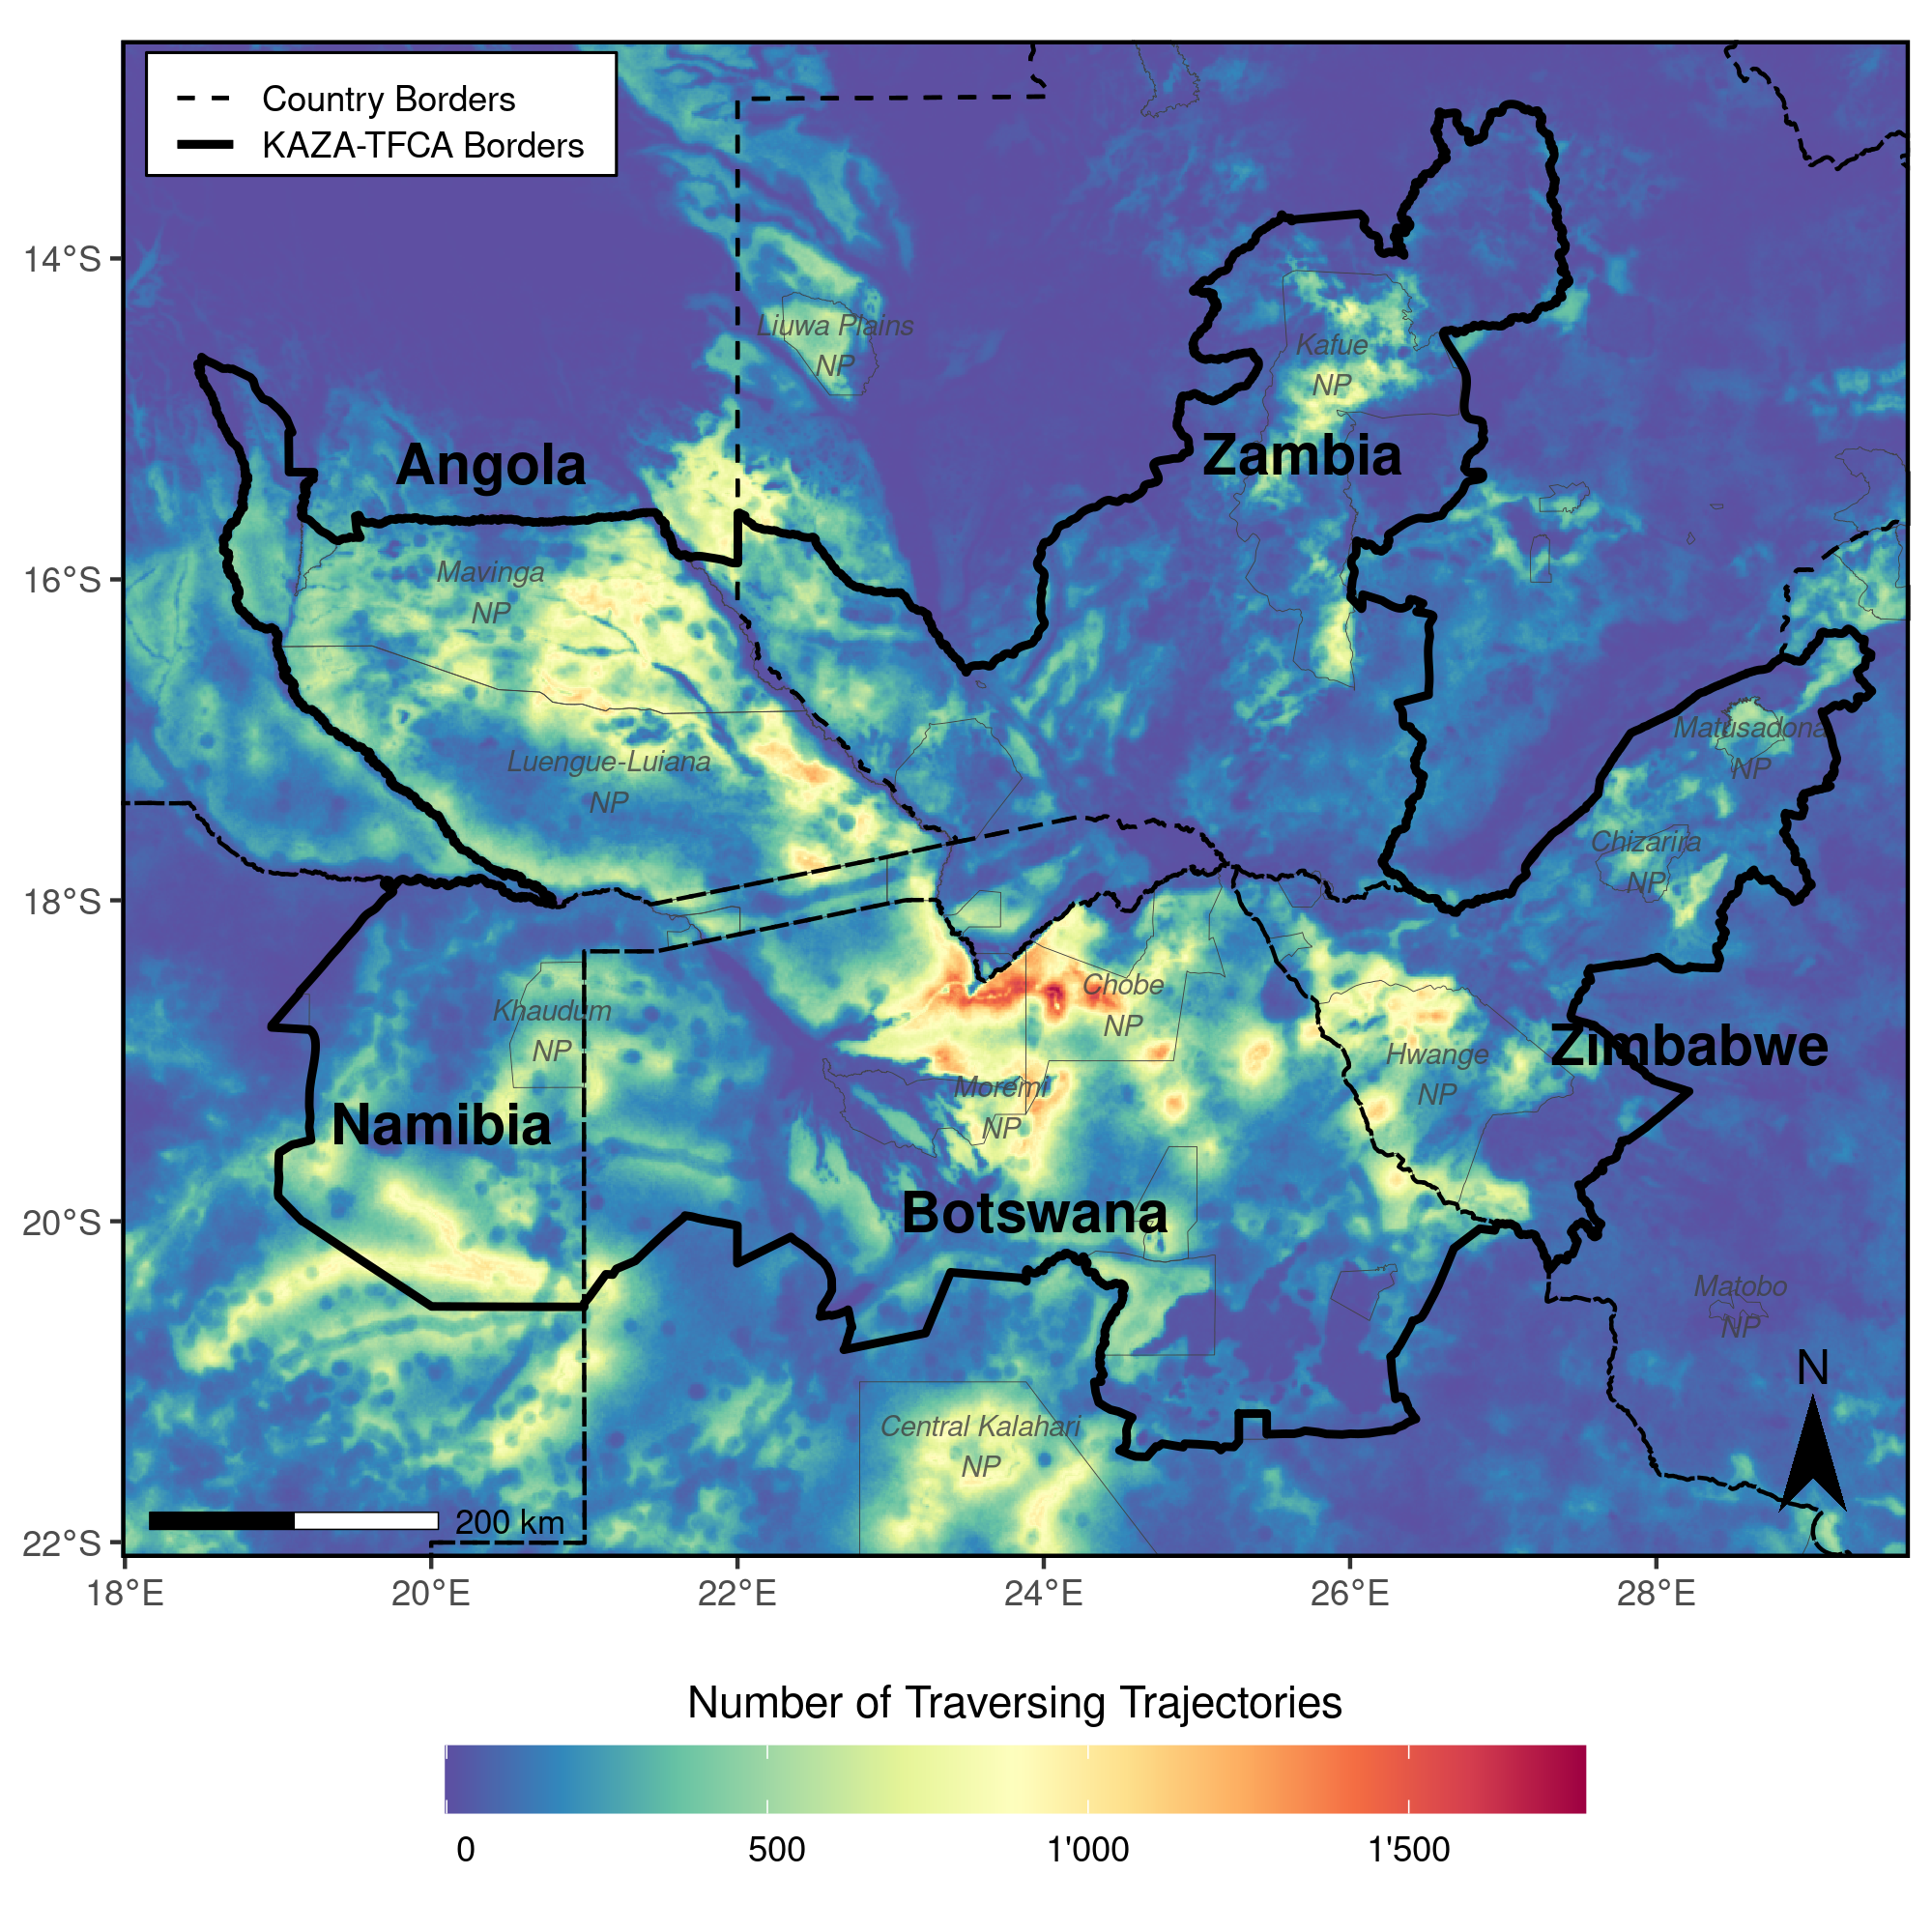 Country Borders
KAZA-TFCA Borders
14°S
16°S
18°S
20°S
22°S
Liuwa Plains
NP
Kafue
NP
Angola
Zambia
Mavinga
NP
Luengue-Luiana
NP
Matusadona
NP
Chizarira
NP
Khaudum
NP
Chobe
NP
Hwange
NP
Zimbabwe
Moremi
NP
Namibia
Botswana
Matobo
NP
Central Kalahari
NP
N
200 km
18°E
20°E
22°E
24°E
26°E
28°E
Number of Traversing Trajectories
0
500
1'000
1'500